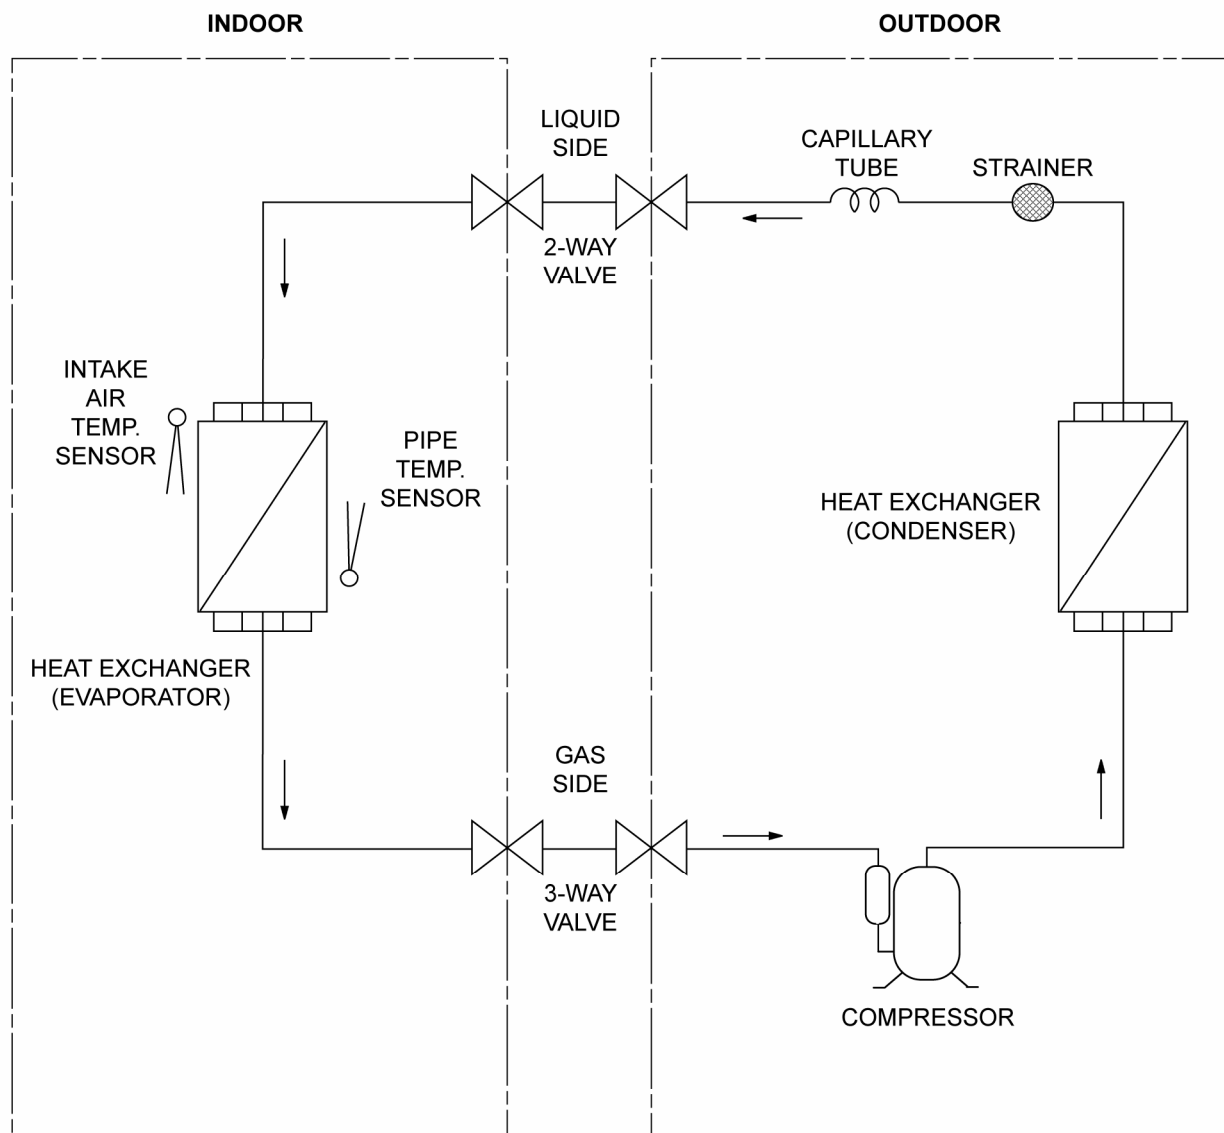 INDOOR
OUTDOOR
LIQUID
SIDE
CAPILLARY
TUBE
STRAINER
2-WAY
VALVE
INTAKE
AIR
TEMP.
SENSOR
PIPE
TEMP.
SENSOR
HEAT EXCHANGER
(CONDENSER)
HEAT EXCHANGER
(EVAPORATOR)
GAS
SIDE
3-WAY
VALVE
COMPRESSOR